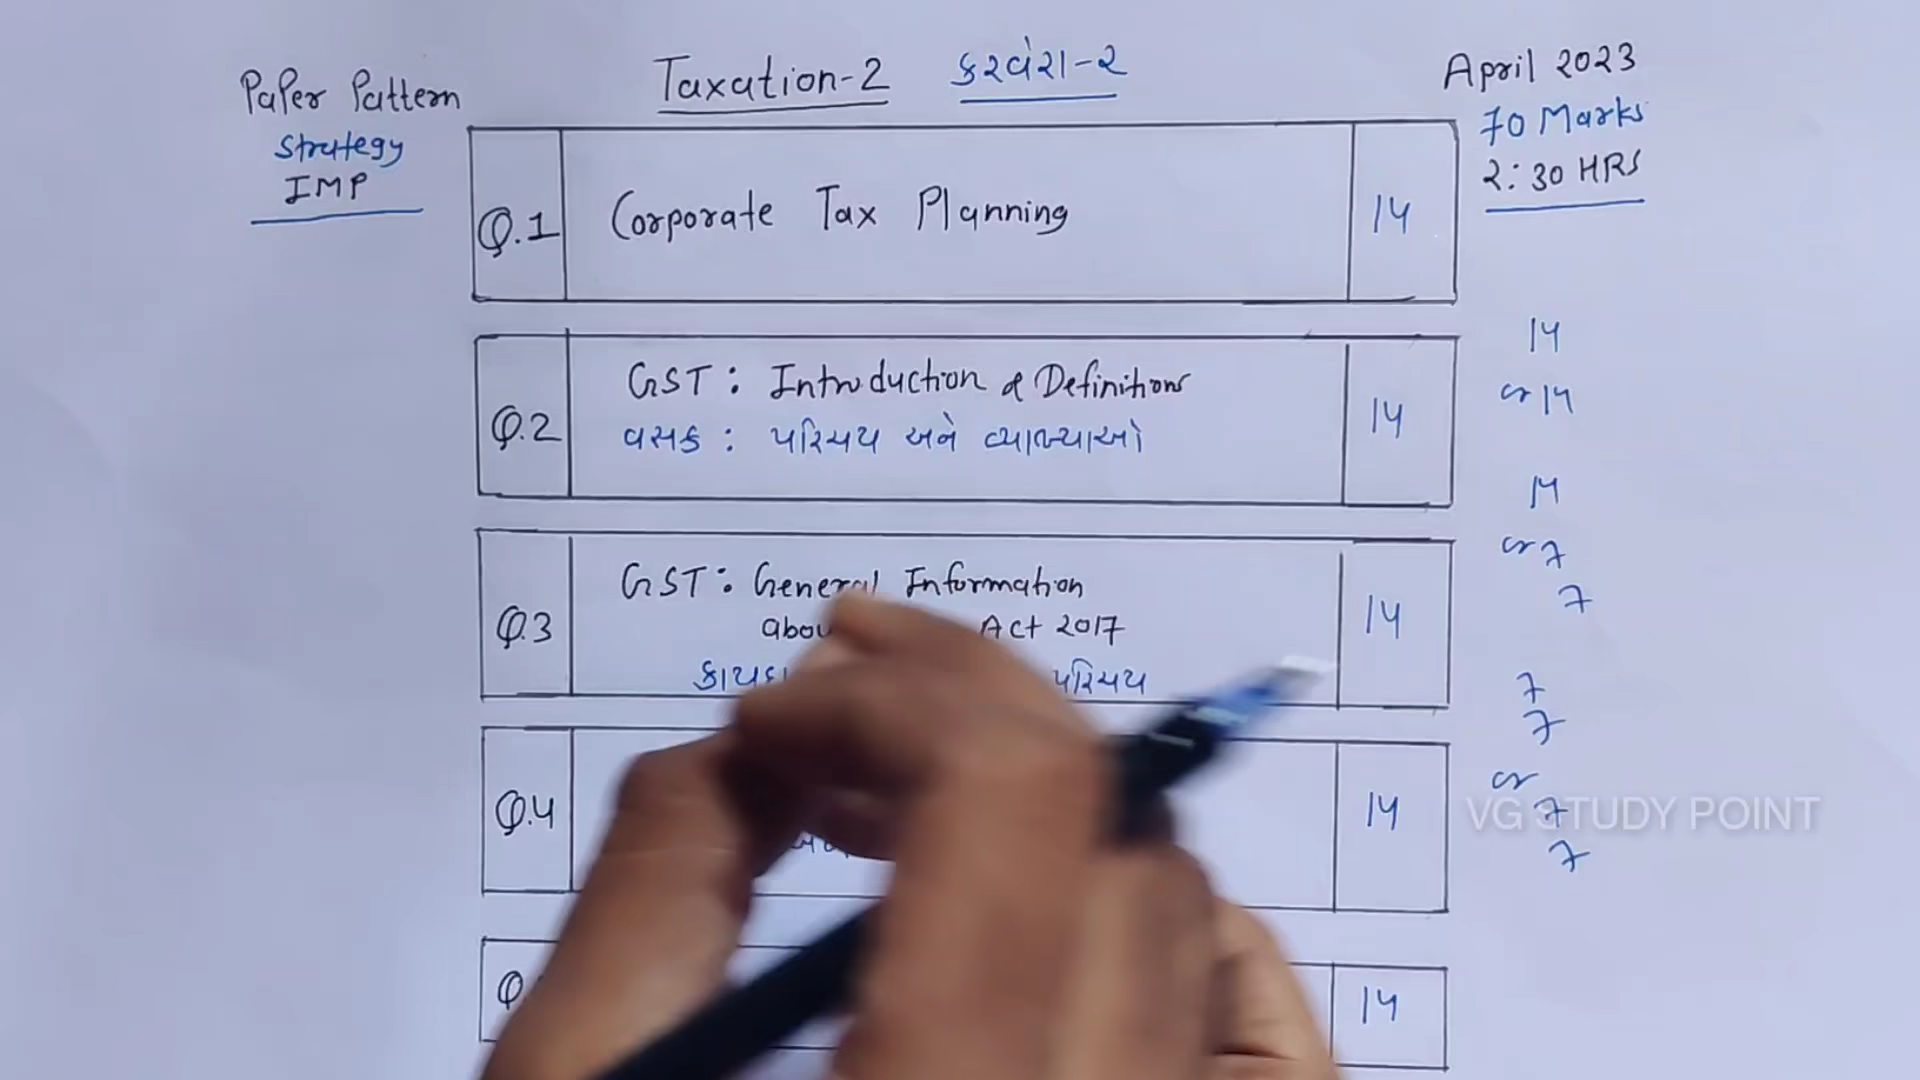 Paper Pattern
Strategy
IMP
Taxation-2 કરવેરા-૨
April 2023
70 Marks
2:30 HRS
Q.1 Corporate Tax Planning 14
Q.2 GST: Introduction & Definitions 14
વસક : પરિચય અને વ્યાખ્યાઓ
Q.3 GST: General Information 14
Act 2017
પરિચય
Q.4 14
14
14
or 14
14
or 7
7
7
7
or
7
7
VG STUDY POINT